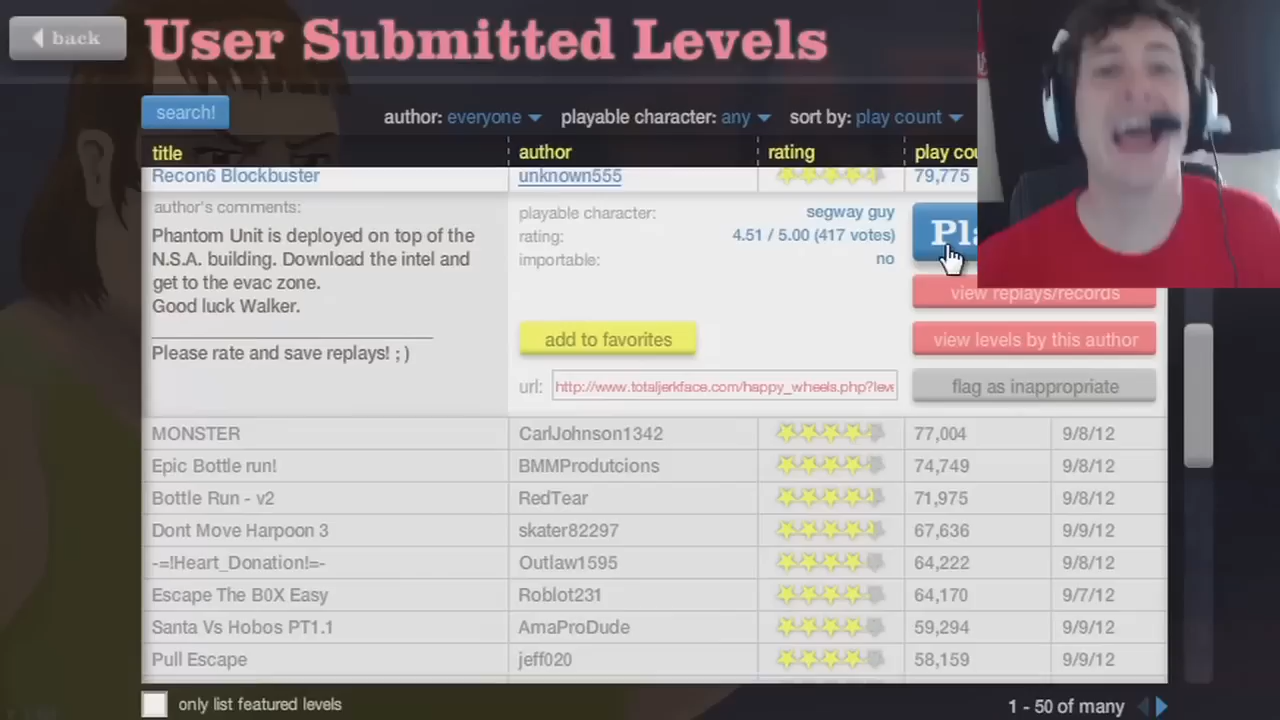 back
User Submitted Levels
search!
author: everyone playable character: any sort by: play count
title author rating play cou
Recon6 Blockbuster unknown555 79,775
author's comments:
Phantom Unit is deployed on top of the
N.S.A. building. Download the intel and
get to the evac zone.
Good luck Walker.
Please rate and save replays! ; )
playable character: segway guy
rating: 4.51 / 5.00 (417 votes)
importable: no
add to favorites
url: http://www.totaljerkface.com/happy_wheels.php?lev
Pla
view replays/records
view levels by this author
flag as inappropriate
MONSTER CarlJohnson1342 77,004 9/8/12
Epic Bottle run! BMMProdutcions 74,749 9/8/12
Bottle Run - v2 RedTear 71,975 9/8/12
Dont Move Harpoon 3 skater82297 67,636 9/9/12
-=!Heart_Donation!=- Outlaw1595 64,222 9/8/12
Escape The B0X Easy Roblot231 64,170 9/7/12
Santa Vs Hobos PT1.1 AmaProDude 59,294 9/9/12
Pull Escape jeff020 58,159 9/9/12
only list featured levels 1 - 50 of many